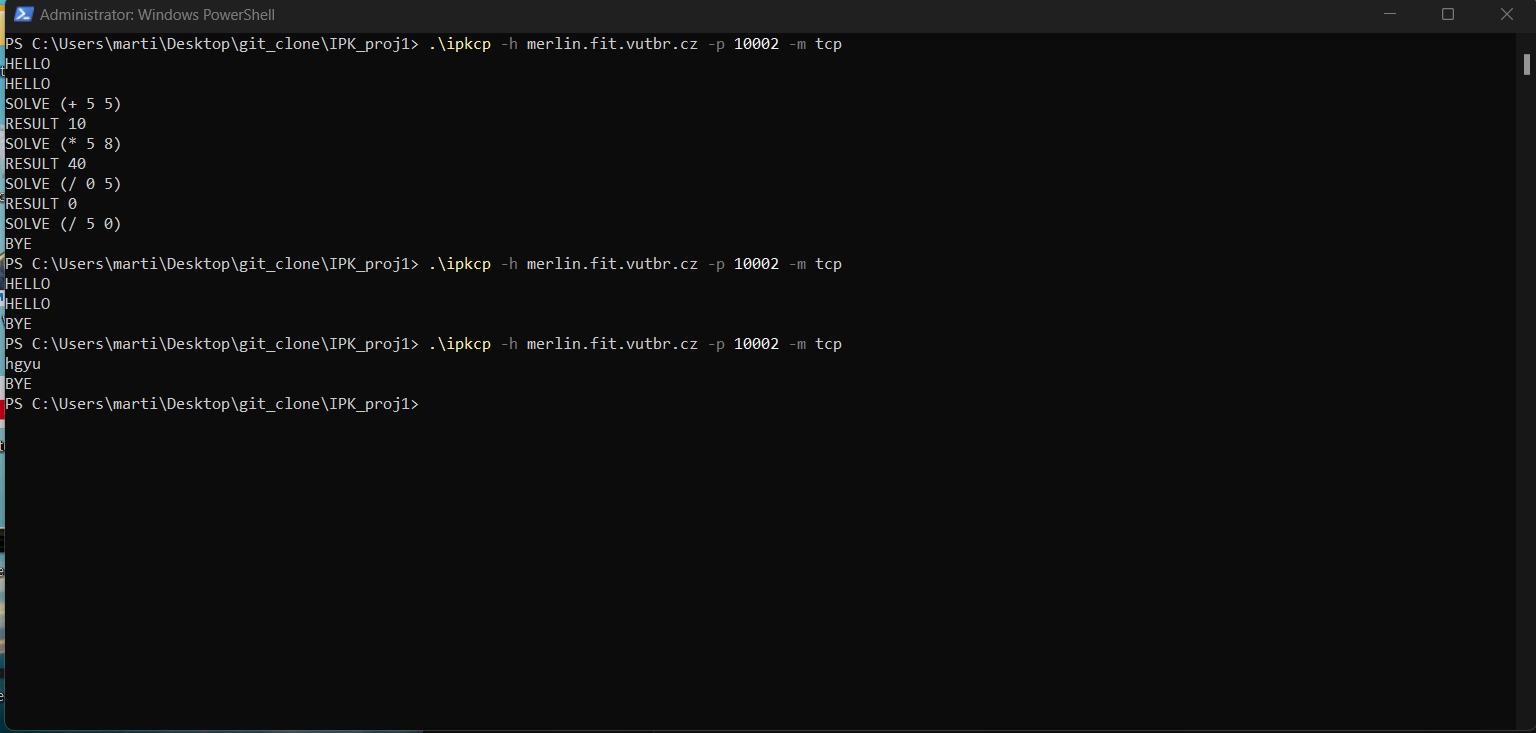 Administrator: Windows PowerShell
PS C:\Users\marti\Desktop\git_clone\IPK_proj1> .\ipkcp -h merlin.fit.vutbr.cz -p 10002 -m tcp
HELLO
HELLO
SOLVE (+ 5 5)
RESULT 10
SOLVE (* 5 8)
RESULT 40
SOLVE (/ 0 5)
RESULT 0
SOLVE (/ 5 0)
BYE
PS C:\Users\marti\Desktop\git_clone\IPK_proj1> .\ipkcp -h merlin.fit.vutbr.cz -p 10002 -m tcp
HELLO
HELLO
BYE
PS C:\Users\marti\Desktop\git_clone\IPK_proj1> .\ipkcp -h merlin.fit.vutbr.cz -p 10002 -m tcp
hgyu
BYE
PS C:\Users\marti\Desktop\git_clone\IPK_proj1>